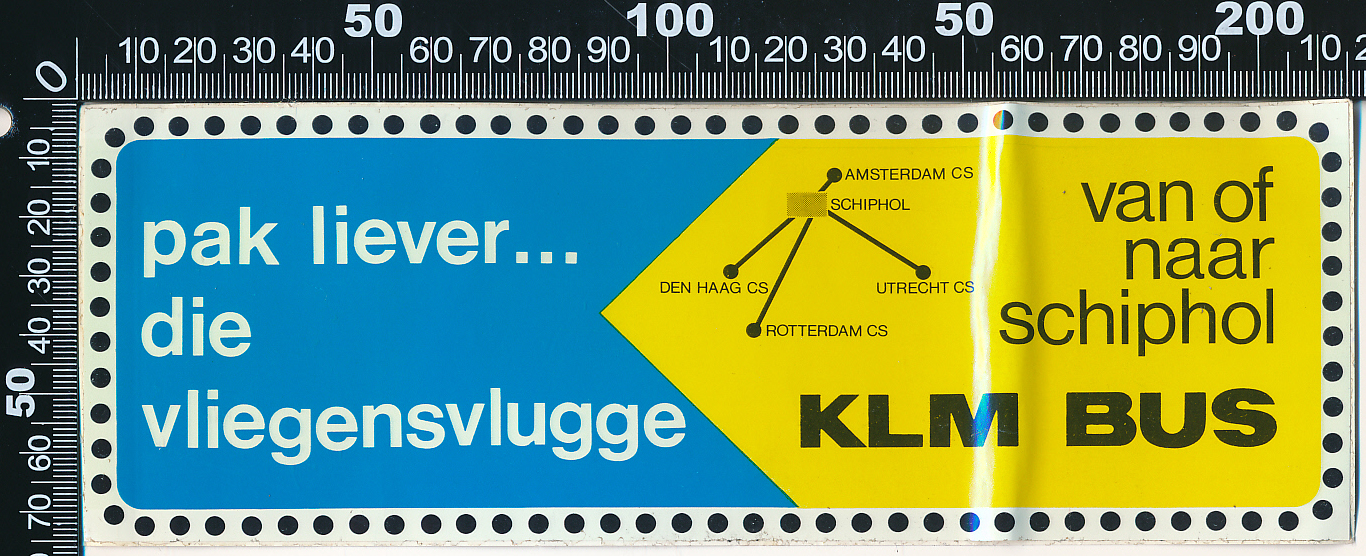 50 100 50 200
10 20 30 40 60 70 80 90 10 20 30 40 60 70 80 90 10 2
0
10
20
30
40
50
60
70
pak liever...
die
vliegensvlugge
AMSTERDAM CS
SCHIPHOL
DEN HAAG CS
UTRECHT CS
ROTTERDAM CS
van of
naar
schiphol
KLM BUS